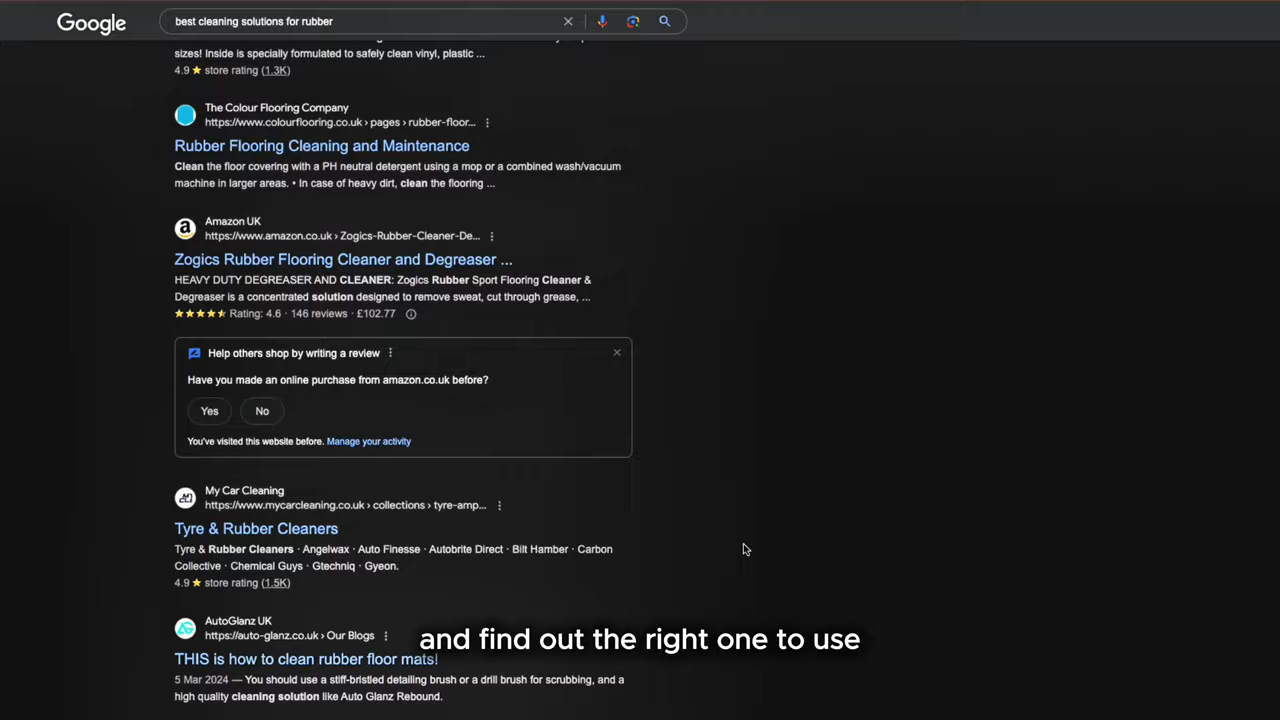 Google
best cleaning solutions for rubber
sizes! Inside is specially formulated to safely clean vinyl, plastic ...
4.9 ★ store rating (1.3K)
The Colour Flooring Company
https://www.colourflooring.co.uk › pages › rubber-floor...
Rubber Flooring Cleaning and Maintenance
Clean the floor covering with a PH neutral detergent using a mop or a combined wash/vacuum
machine in larger areas. • In case of heavy dirt, clean the flooring ...
Amazon UK
https://www.amazon.co.uk › Zogics-Rubber-Cleaner-De...
Zogics Rubber Flooring Cleaner and Degreaser ...
HEAVY DUTY DEGREASER AND CLEANER: Zogics Rubber Sport Flooring Cleaner &
Degreaser is a concentrated solution designed to remove sweat, cut through grease, ...
Rating: 4.6 · 146 reviews · £102.77
Help others shop by writing a review
Have you made an online purchase from amazon.co.uk before?
Yes No
You've visited this website before. Manage your activity
My Car Cleaning
https://www.mycarcleaning.co.uk › collections › tyre-amp...
Tyre & Rubber Cleaners
Tyre & Rubber Cleaners · Angelwax · Auto Finesse · Autobrite Direct · Bilt Hamber · Carbon
Collective · Chemical Guys · Gtechniq · Gyeon.
4.9 ★ store rating (1.5K)
AutoGlanz UK
https://auto-glanz.co.uk › Our Blogs
and find out the right one to use
THIS is how to clean rubber floor mats!
5 Mar 2024 — You should use a stiff-bristled detailing brush or a drill brush for scrubbing, and a
high quality cleaning solution like Auto Glanz Rebound.